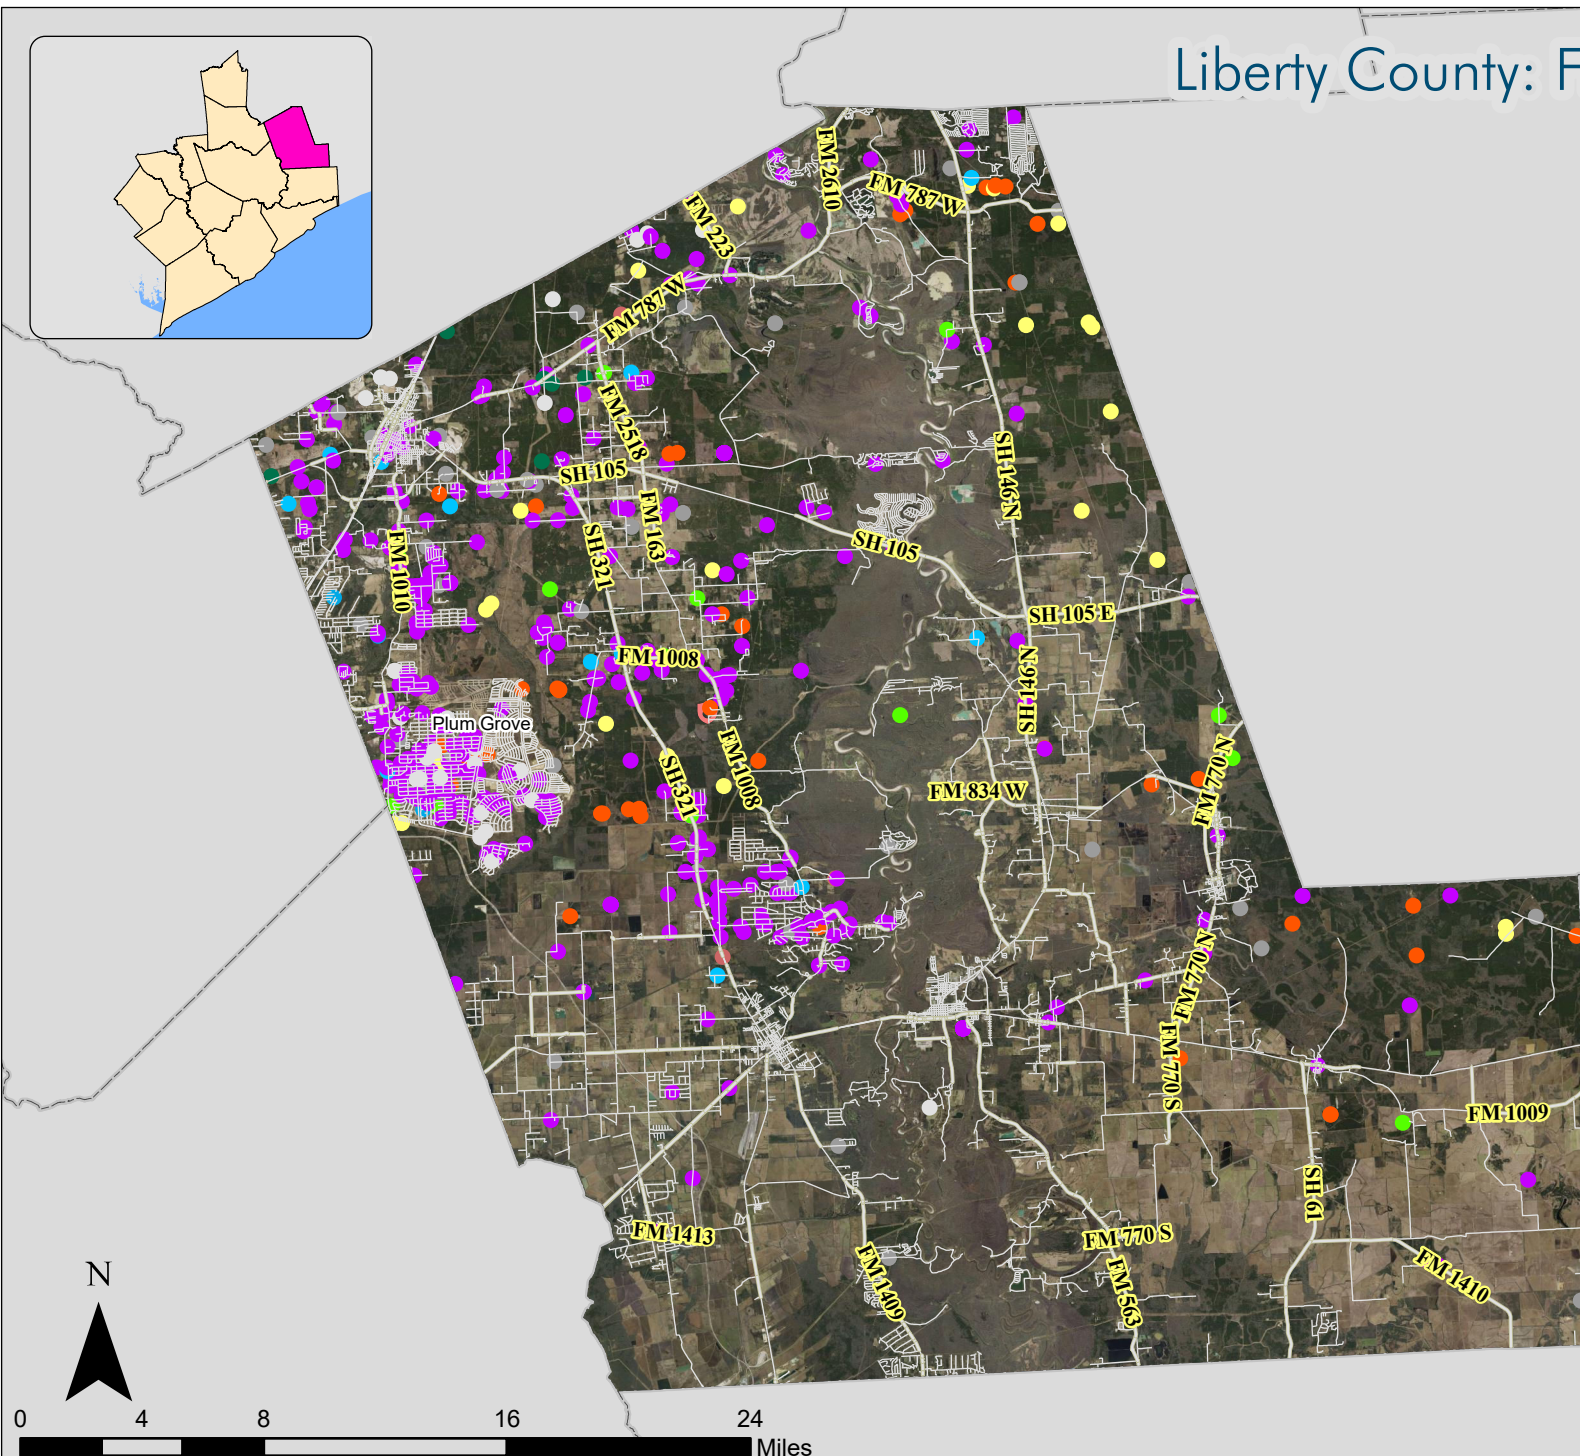 Liberty County: F
FM 2610
FM 787 W
FM 223
FM 787 W
FM 2518
SH 146 N
SH 105
FM 163
SH 105
SH 321
FM 1010
SH 105 E
FM 1008
SH 146 N
Plum Grove
FM 1008
SH 321
FM 834 W
FM 770 N
FM 770 N
FM 770 S
FM 1009
SH 61
FM 1413
FM 770 S
FM 1409
FM 563
FM 1410
N
0 4 8 16 24
Miles